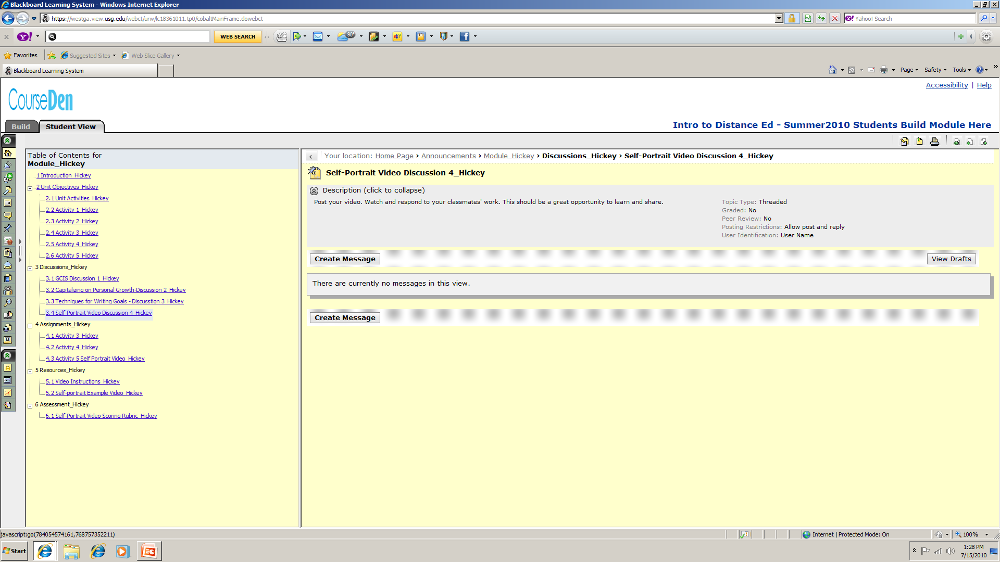 Blackboard Learning System - Windows Internet Explorer
https://westga.view.usg.edu/webct/urw/lc18361011.tp0/cobaltMainFrame.dowebct
Yahoo! Search
Y!
WEB SEARCH
90°
Favorites
Suggested Sites
Web Slice Gallery
Blackboard Learning System
Page
Safety
Tools
Accessibility | Help
CourseDen
Build
Student View
Intro to Distance Ed - Summer2010 Students Build Module Here
Table of Contents for
Module_Hickey
1 Introduction_Hickey
2 Unit Objectives_Hickey
2.1 Unit Activities_Hickey
2.2 Activity 1_Hickey
2.3 Activity 2_Hickey
2.4 Activity 3_Hickey
2.5 Activity 4_Hickey
2.6 Activity 5_Hickey
3 Discussions_Hickey
3.1 GCIS Discussion 1_Hickey
3.2 Capitalizing on Personal Growth-Discussion 2_Hickey
3.3 Techniques for Writing Goals - Discusstion 3_Hickey
3.4 Self-Portrait Video Discussion 4_Hickey
4 Assignments_Hickey
4.1 Activity 3_Hickey
4.2 Activity 4_Hickey
4.3 Activity 5 Self Portrait Video_Hickey
5 Resources_Hickey
5.1 Video Instructions_Hickey
5.2 Self-portrait Example Video_Hickey
6 Assessment_Hickey
6.1 Self-Portrait Video Scoring Rubric_Hickey
Your location: Home Page › Announcements › Module_Hickey › Discussions_Hickey › Self-Portrait Video Discussion 4_Hickey
Self-Portrait Video Discussion 4_Hickey
Description (click to collapse)
Post your video. Watch and respond to your classmates' work. This should be a great opportunity to learn and share.
Topic Type: Threaded
Graded: No
Peer Review: No
Posting Restrictions: Allow post and reply
User Identification: User Name
Create Message
View Drafts
There are currently no messages in this view.
Create Message
javascript:go(784054574161,768757352211)
Internet | Protected Mode: On
100%
Start
1:28 PM
7/15/2010